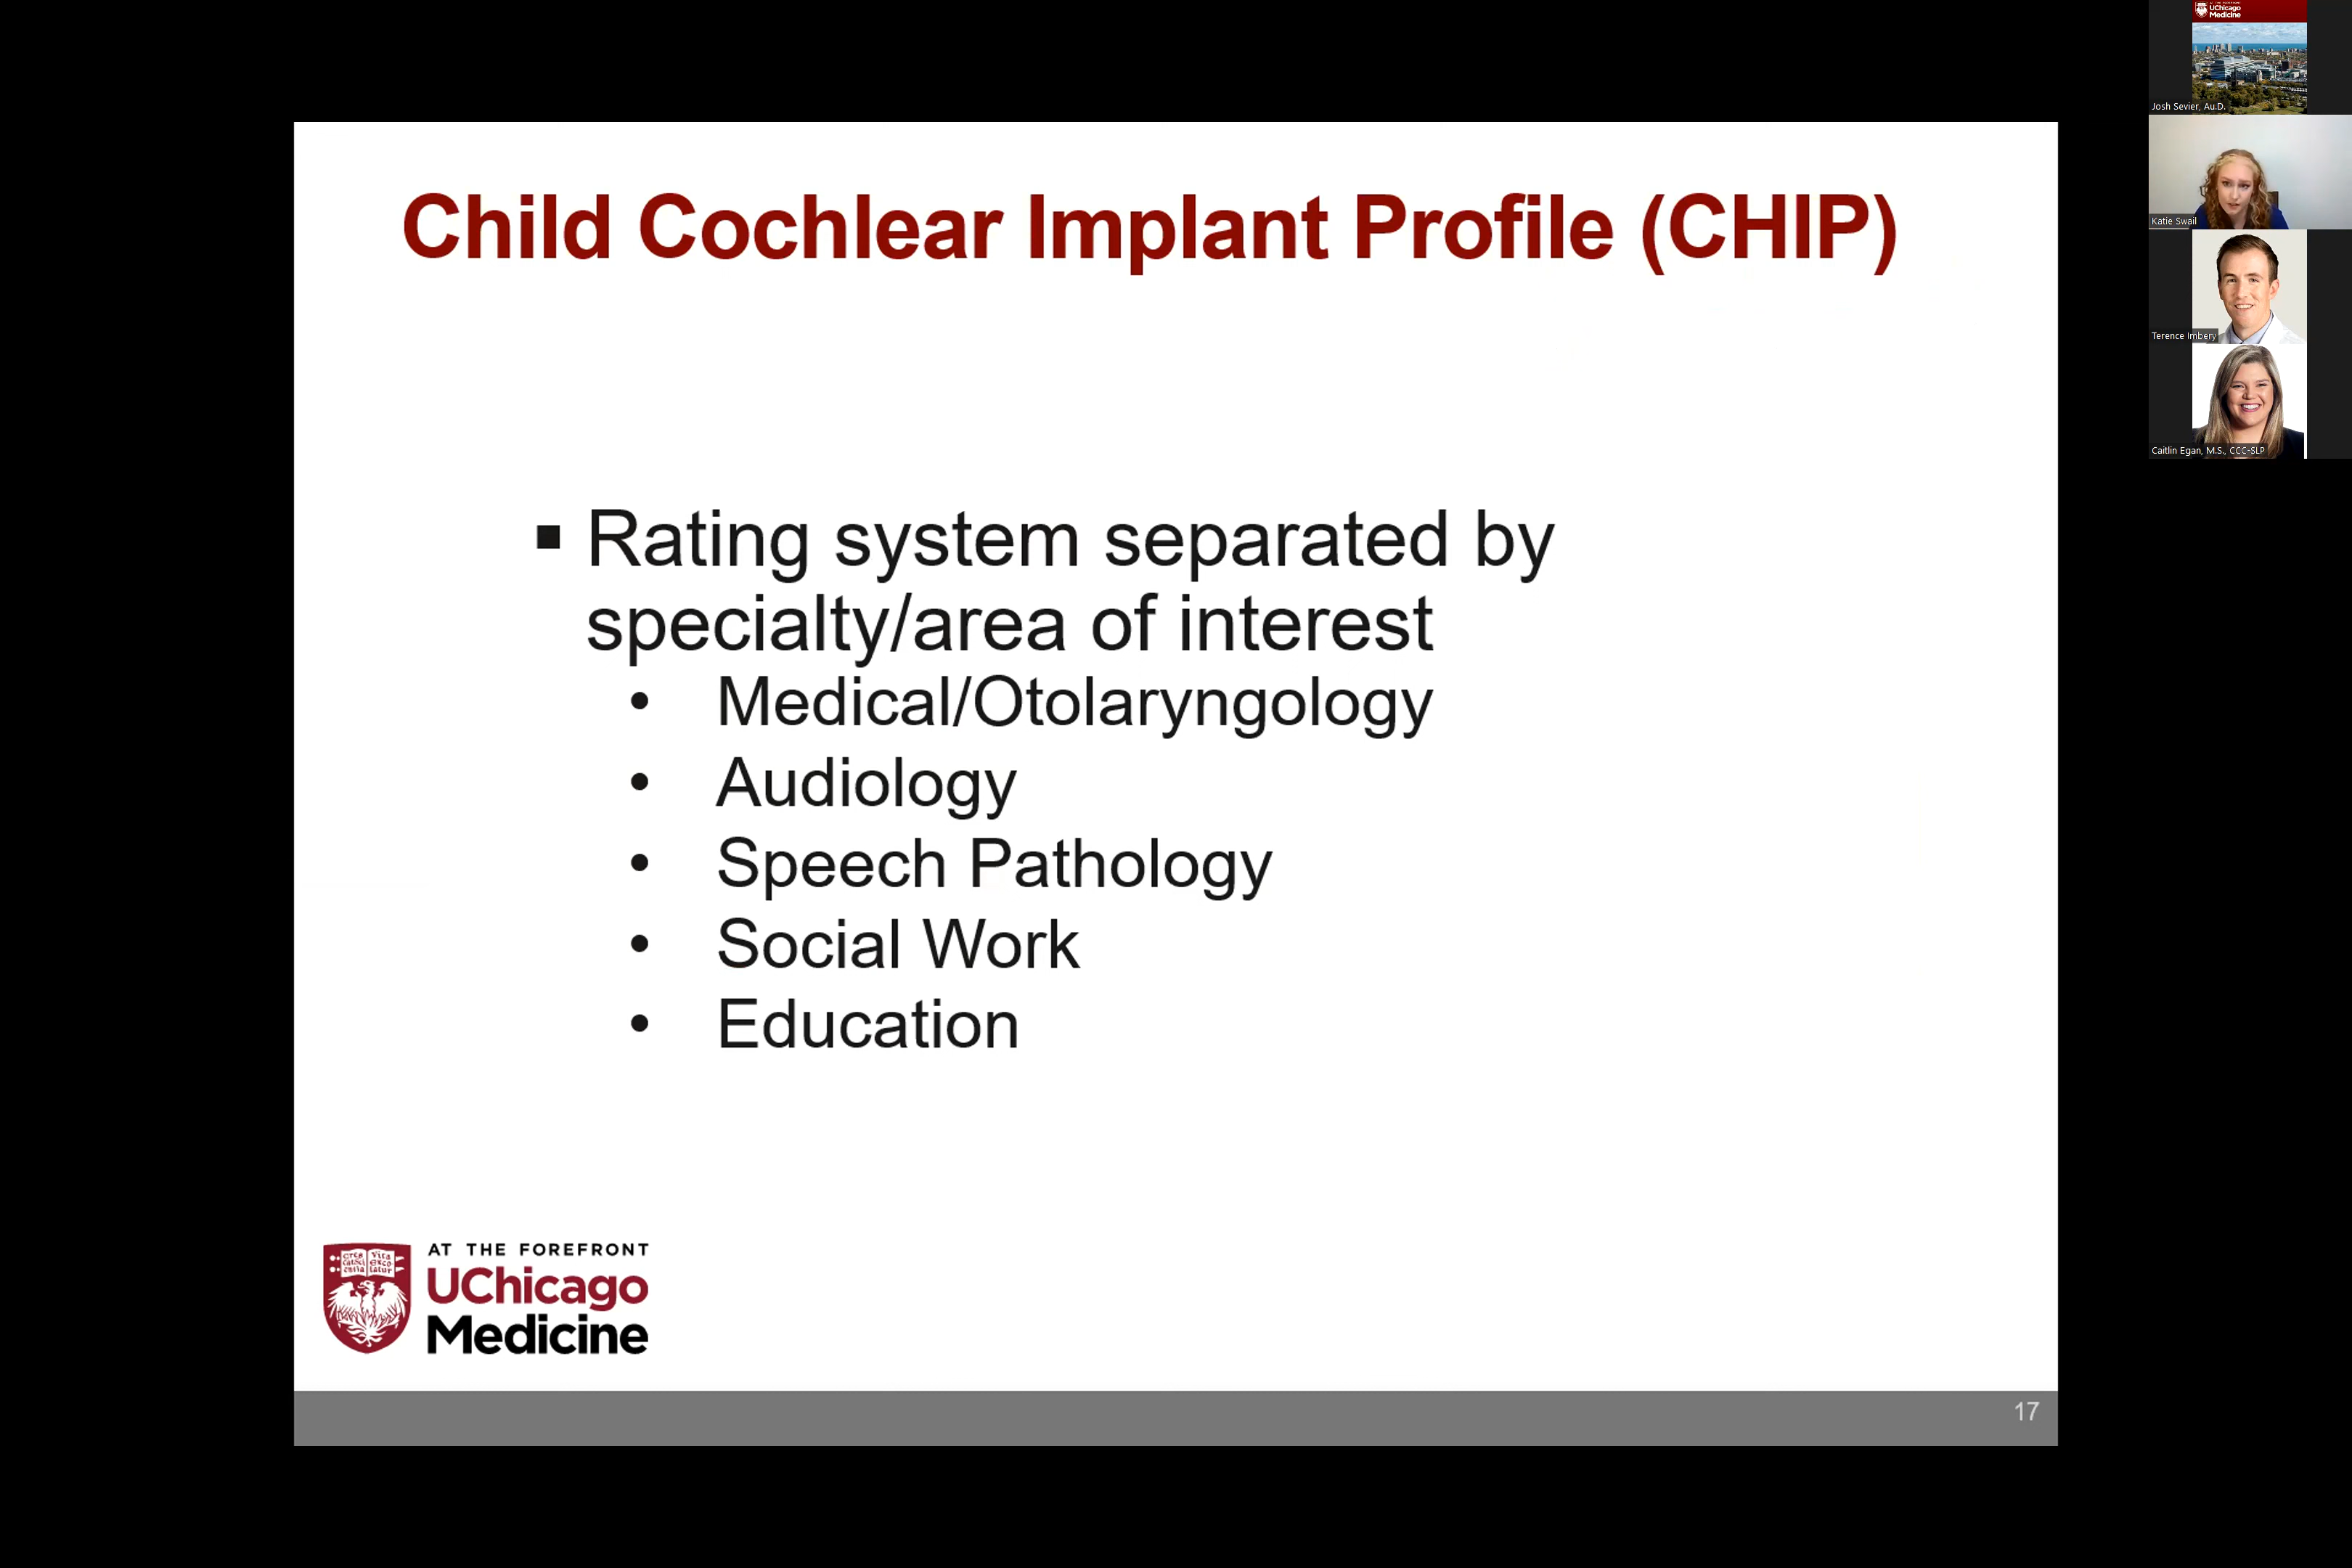 Child Cochlear Implant Profile (CHIP)
▪ Rating system separated by
specialty/area of interest
• Medical/Otolaryngology
• Audiology
• Speech Pathology
• Social Work
• Education
AT THE FOREFRONT
UChicago
Medicine
17
UChicago
Medicine
Josh Sevier, Au.D.
Katie Swail
Terence Imbery
Caitlin Egan, M.S., CCC-SLP